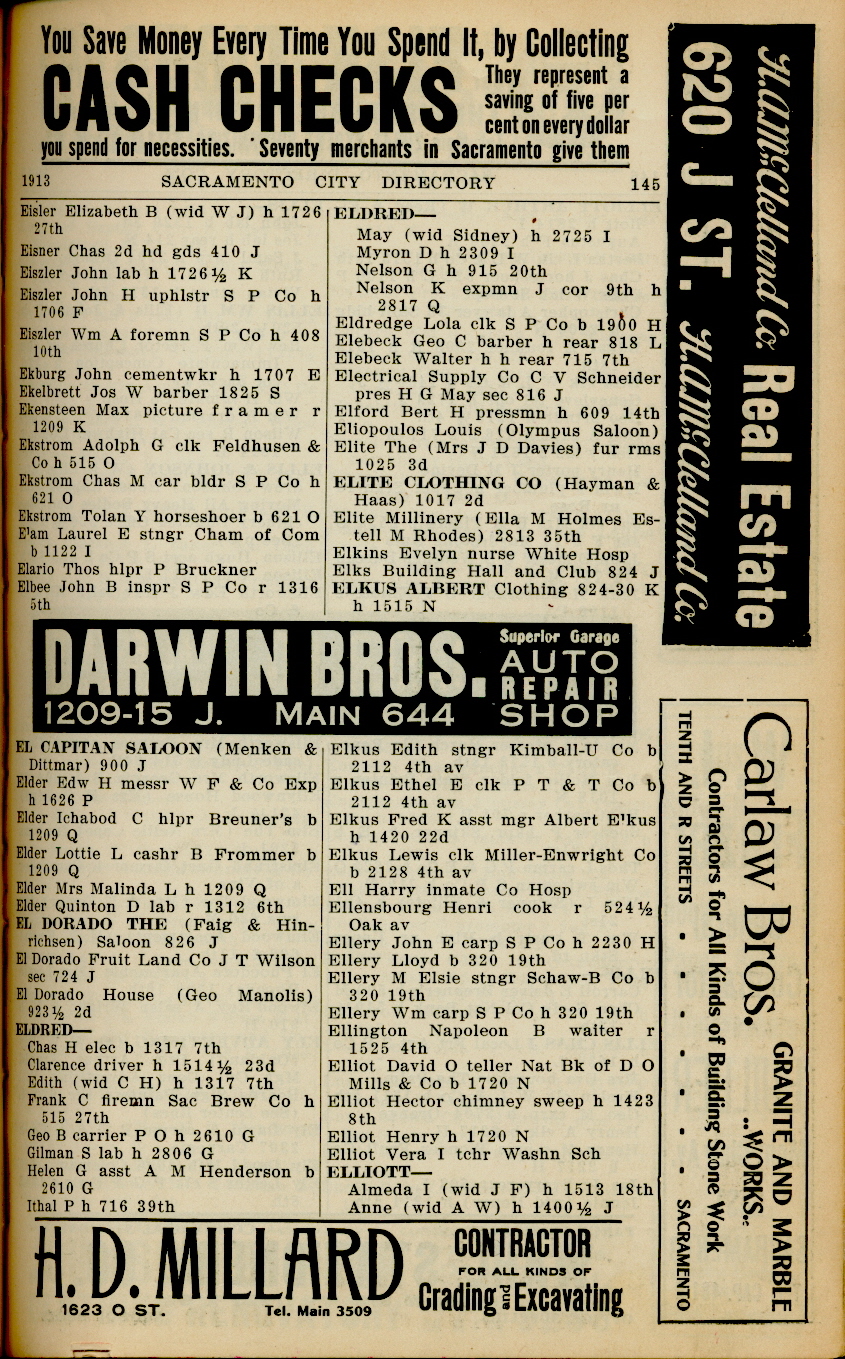 You Save Money Every Time You Spend It, by Collecting
CASH CHECKS
They represent a
saving of five per
cent on every dollar
you spend for necessities. Seventy merchants in Sacramento give them
1913 SACRAMENTO CITY DIRECTORY 145
Eisler Elizabeth B (wid W J) h 1726
27th
Eisner Chas 2d hd gds 410 J
Eiszler John lab h 1726½ K
Eiszler John H uphlstr S P Co h
1706 F
Eiszler Wm A foremn S P Co h 408
10th
Ekburg John cementwkr h 1707 E
Ekelbrett Jos W barber 1825 S
Ekensteen Max picture framer r
1209 K
Ekstrom Adolph G clk Feldhusen &
Co h 515 O
Ekstrom Chas M car bldr S P Co h
621 O
Ekstrom Tolan Y horseshoer b 621 O
Elam Laurel E stngr Cham of Com
b 1122 I
Elario Thos hlpr P Bruckner
Elbee John B inspr S P Co r 1316
5th
ELDRED—
May (wid Sidney) h 2725 I
Myron D h 2309 I
Nelson G h 915 20th
Nelson K expmn J cor 9th h
2817 Q
Eldredge Lola clk S P Co b 1900 H
Elebeck Geo C barber h rear 818 L
Elebeck Walter h h rear 715 7th
Electrical Supply Co C V Schneider
pres H G May sec 816 J
Elford Bert H pressmn h 609 14th
Eliopoulos Louis (Olympus Saloon)
Elite The (Mrs J D Davies) fur rms
1025 3d
ELITE CLOTHING CO (Hayman &
Haas) 1017 2d
Elite Millinery (Ella M Holmes Es-
tell M Rhodes) 2813 35th
Elkins Evelyn nurse White Hosp
Elks Building Hall and Club 824 J
ELKUS ALBERT Clothing 824-30 K
h 1515 N
DARWIN BROS.
1209-15 J. MAIN 644
Superior Garage
AUTO
REPAIR
SHOP
EL CAPITAN SALOON (Menken &
Dittmar) 900 J
Elder Edw H messr W F & Co Exp
h 1626 P
Elder Ichabod C hlpr Breuner's b
1209 Q
Elder Lottie L cashr B Frommer b
1209 Q
Elder Mrs Malinda L h 1209 Q
Elder Quinton D lab r 1312 6th
EL DORADO THE (Faig & Hin-
richsen) Saloon 826 J
El Dorado Fruit Land Co J T Wilson
sec 724 J
El Dorado House (Geo Manolis)
923½ 2d
ELDRED—
Chas H elec b 1317 7th
Clarence driver h 1514½ 23d
Edith (wid C H) h 1317 7th
Frank C firemn Sac Brew Co h
515 27th
Geo B carrier P O h 2610 G
Gilman S lab h 2806 G
Helen G asst A M Henderson b
2610 G
Ithal P h 716 39th
Elkus Edith stngr Kimball-U Co b
2112 4th av
Elkus Ethel E clk P T & T Co b
2112 4th av
Elkus Fred K asst mgr Albert Elkus
h 1420 22d
Elkus Lewis clk Miller-Enwright Co
b 2128 4th av
Ell Harry inmate Co Hosp
Ellensbourg Henri cook r 524½
Oak av
Ellery John E carp S P Co h 2230 H
Ellery Lloyd b 320 19th
Ellery M Elsie stngr Schaw-B Co b
320 19th
Ellery Wm carp S P Co h 320 19th
Ellington Napoleon B waiter r
1525 4th
Elliot David O teller Nat Bk of D O
Mills & Co b 1720 N
Elliot Hector chimney sweep h 1423
8th
Elliot Henry h 1720 N
Elliot Vera I tchr Washn Sch
ELLIOTT—
Almeda I (wid J F) h 1513 18th
Anne (wid A W) h 1400½ J
H. D. MILLARD
1623 O ST. Tel. Main 3509
CONTRACTOR
FOR ALL KINDS OF
Grading and Excavating
H. A. McClelland Co. Real Estate
620 J ST. H. A. McClelland Co.
Carlaw Bros. GRANITE AND MARBLE
..WORKS..
Contractors for All Kinds of Building Stone Work
TENTH AND R STREETS . . . . . . SACRAMENTO